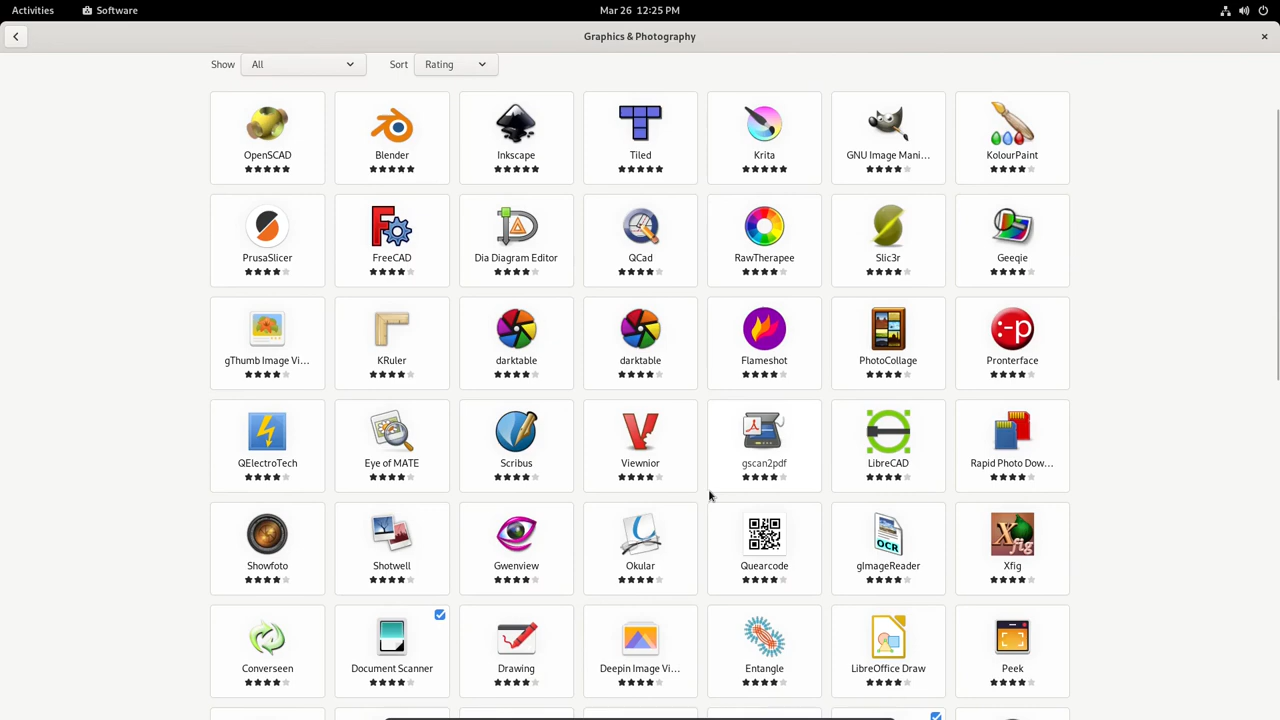 Activities
Software
Mar 26 12:25 PM
Graphics & Photography
Show
All
Sort
Rating
OpenSCAD
Blender
Inkscape
Tiled
Krita
GNU Image Mani...
KolourPaint
PrusaSlicer
FreeCAD
Dia Diagram Editor
QCad
RawTherapee
Slic3r
Geeqie
gThumb Image Vi...
KRuler
darktable
darktable
Flameshot
PhotoCollage
:-p
Pronterface
QElectroTech
Eye of MATE
Scribus
Viewnior
gscan2pdf
LibreCAD
Rapid Photo Dow...
OCR
Xfig
Showfoto
Shotwell
Gwenview
Okular
Quearcode
gImageReader
Xfig
Converseen
Document Scanner
Drawing
Deepin Image Vi...
Entangle
LibreOffice Draw
Peek